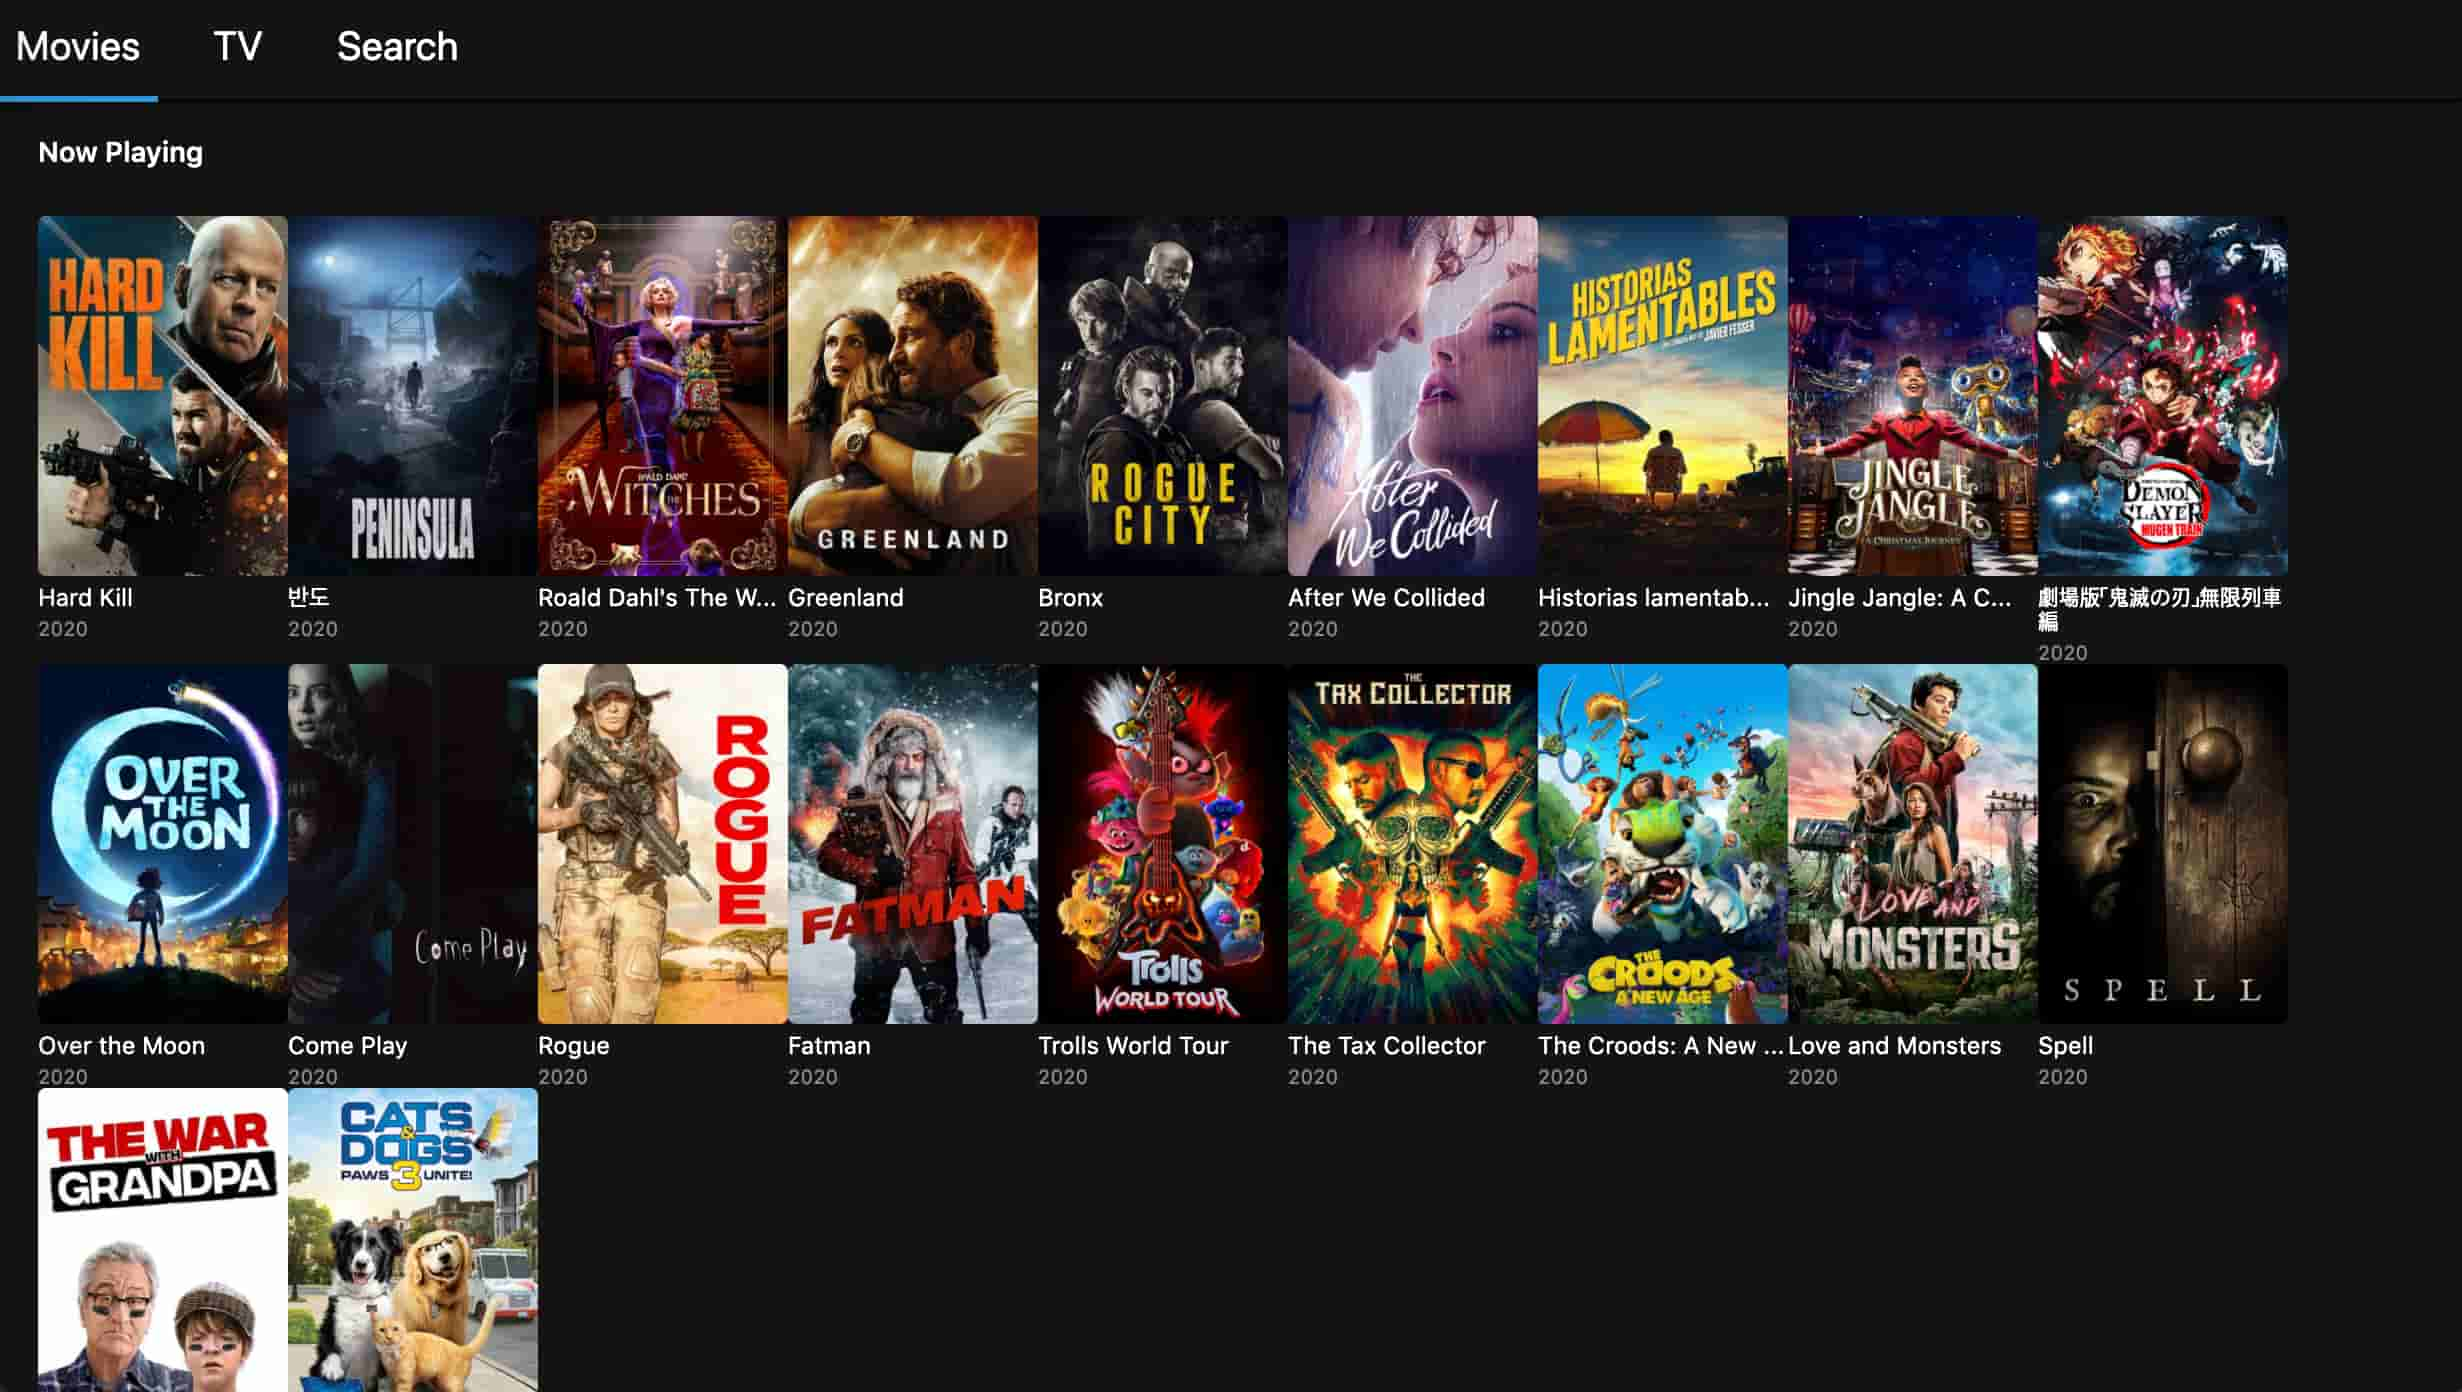 Movies TV Search
Now Playing
HARD
KILL
PENINSULA
ROALD DAHL'S
THE
WITCHES
GREENLAND
ROGUE
CITY
After
We Collided
HISTORIAS
LAMENTABLES
JAVIER FESSER
JINGLE
JANGLE
A CHRISTMAS JOURNEY
DEMON
SLAYER
MUGEN TRAIN
Hard Kill
2020
반도
2020
Roald Dahl's The W...
2020
Greenland
2020
Bronx
2020
After We Collided
2020
Historias lamentab...
2020
Jingle Jangle: A C...
2020
劇場版「鬼滅の刃」無限列車
編
2020
OVER
THE
MOON
Come Play
ROGUE
FATMAN
Trolls
WORLD TOUR
THE
TAX COLLECTOR
THE
CROODS
A NEW AGE
LOVE AND
MONSTERS
SPELL
Over the Moon
2020
Come Play
2020
Rogue
2020
Fatman
2020
Trolls World Tour
2020
The Tax Collector
2020
The Croods: A New ...
2020
Love and Monsters
2020
Spell
2020
THE WAR
WITH
GRANDPA
CATS
&
DOGS
PAWS 3 UNITE!